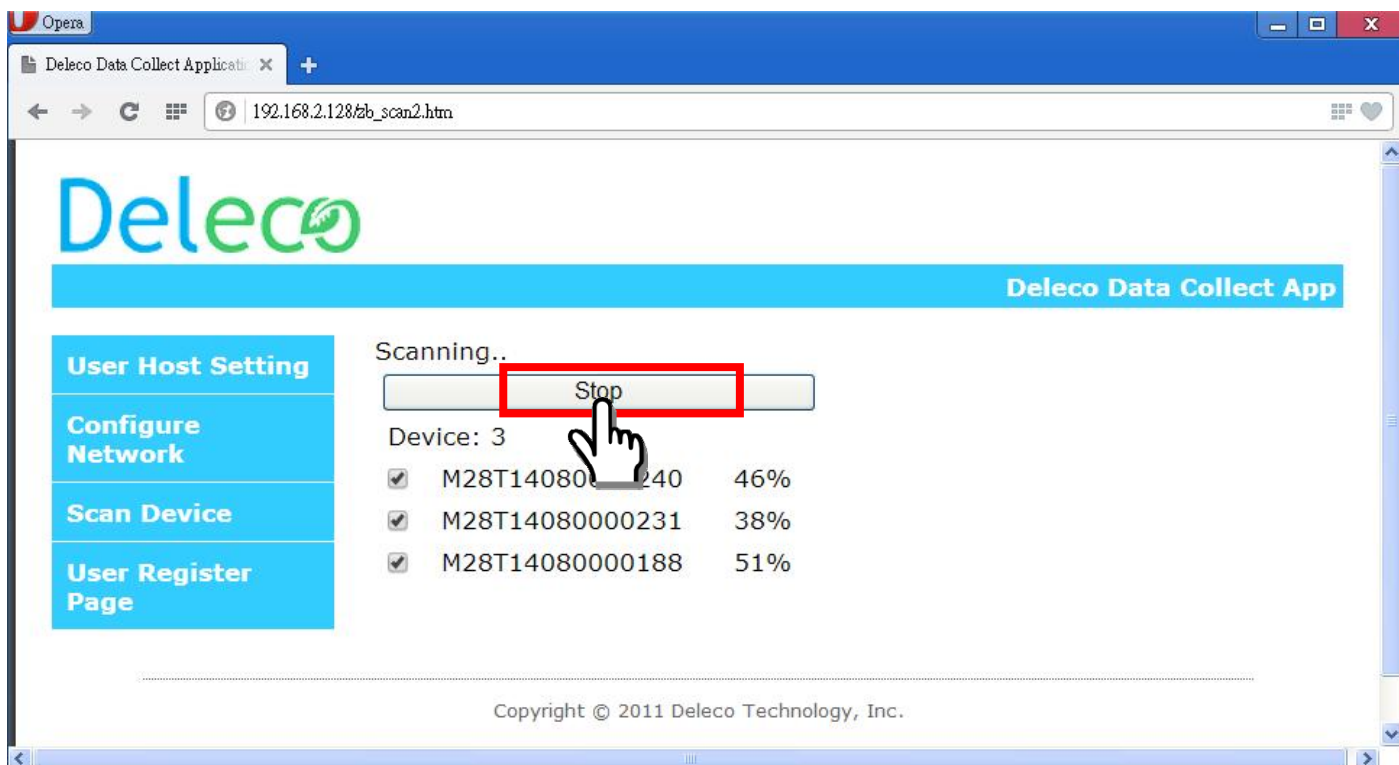 Opera
Deleco Data Collect Applicatio
192.168.2.128/zb_scan2.htm
Deleco
Deleco Data Collect App
User Host Setting
Configure
Network
Scan Device
User Register
Page
Scanning..
Stop
Device: 3
46%
M28T14080000231 38%
M28T14080000188 51%
Copyright © 2011 Deleco Technology, Inc.